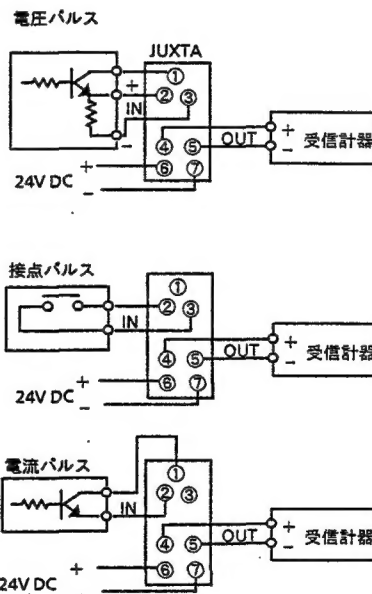 電圧パルス
JUXTA
①
+ ② ③
IN
−
④ ⑤ OUT + 受信計器
−
+ ⑥ ⑦
24V DC −
接点パルス
①
② ③
IN
④ ⑤ OUT + 受信計器
−
+ ⑥ ⑦
24V DC −
電流パルス
①
② ③
IN
④ ⑤ OUT + 受信計器
−
+ ⑥ ⑦
24V DC